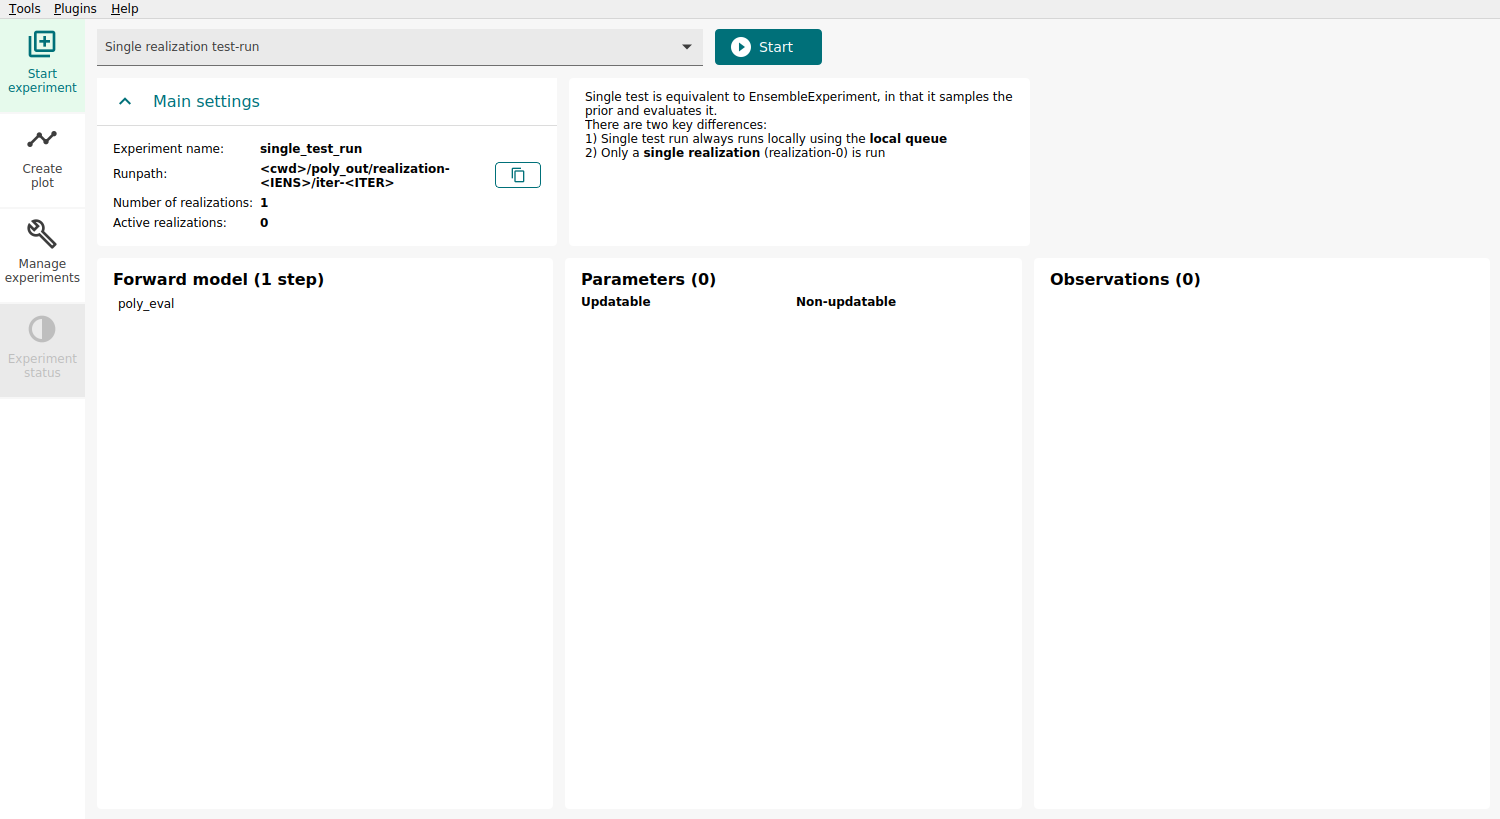 Tools Plugins Help
Start
experiment
Create
plot
Manage
experiments
Experiment
status
Single realization test-run
Start
Main settings
Experiment name: single_test_run
Runpath: <cwd>/poly_out/realization-
<IENS>/iter-<ITER>
Number of realizations: 1
Active realizations: 0
Single test is equivalent to EnsembleExperiment, in that it samples the
prior and evaluates it.
There are two key differences:
1) Single test run always runs locally using the local queue
2) Only a single realization (realization-0) is run
Forward model (1 step)
poly_eval
Parameters (0)
Updatable Non-updatable
Observations (0)